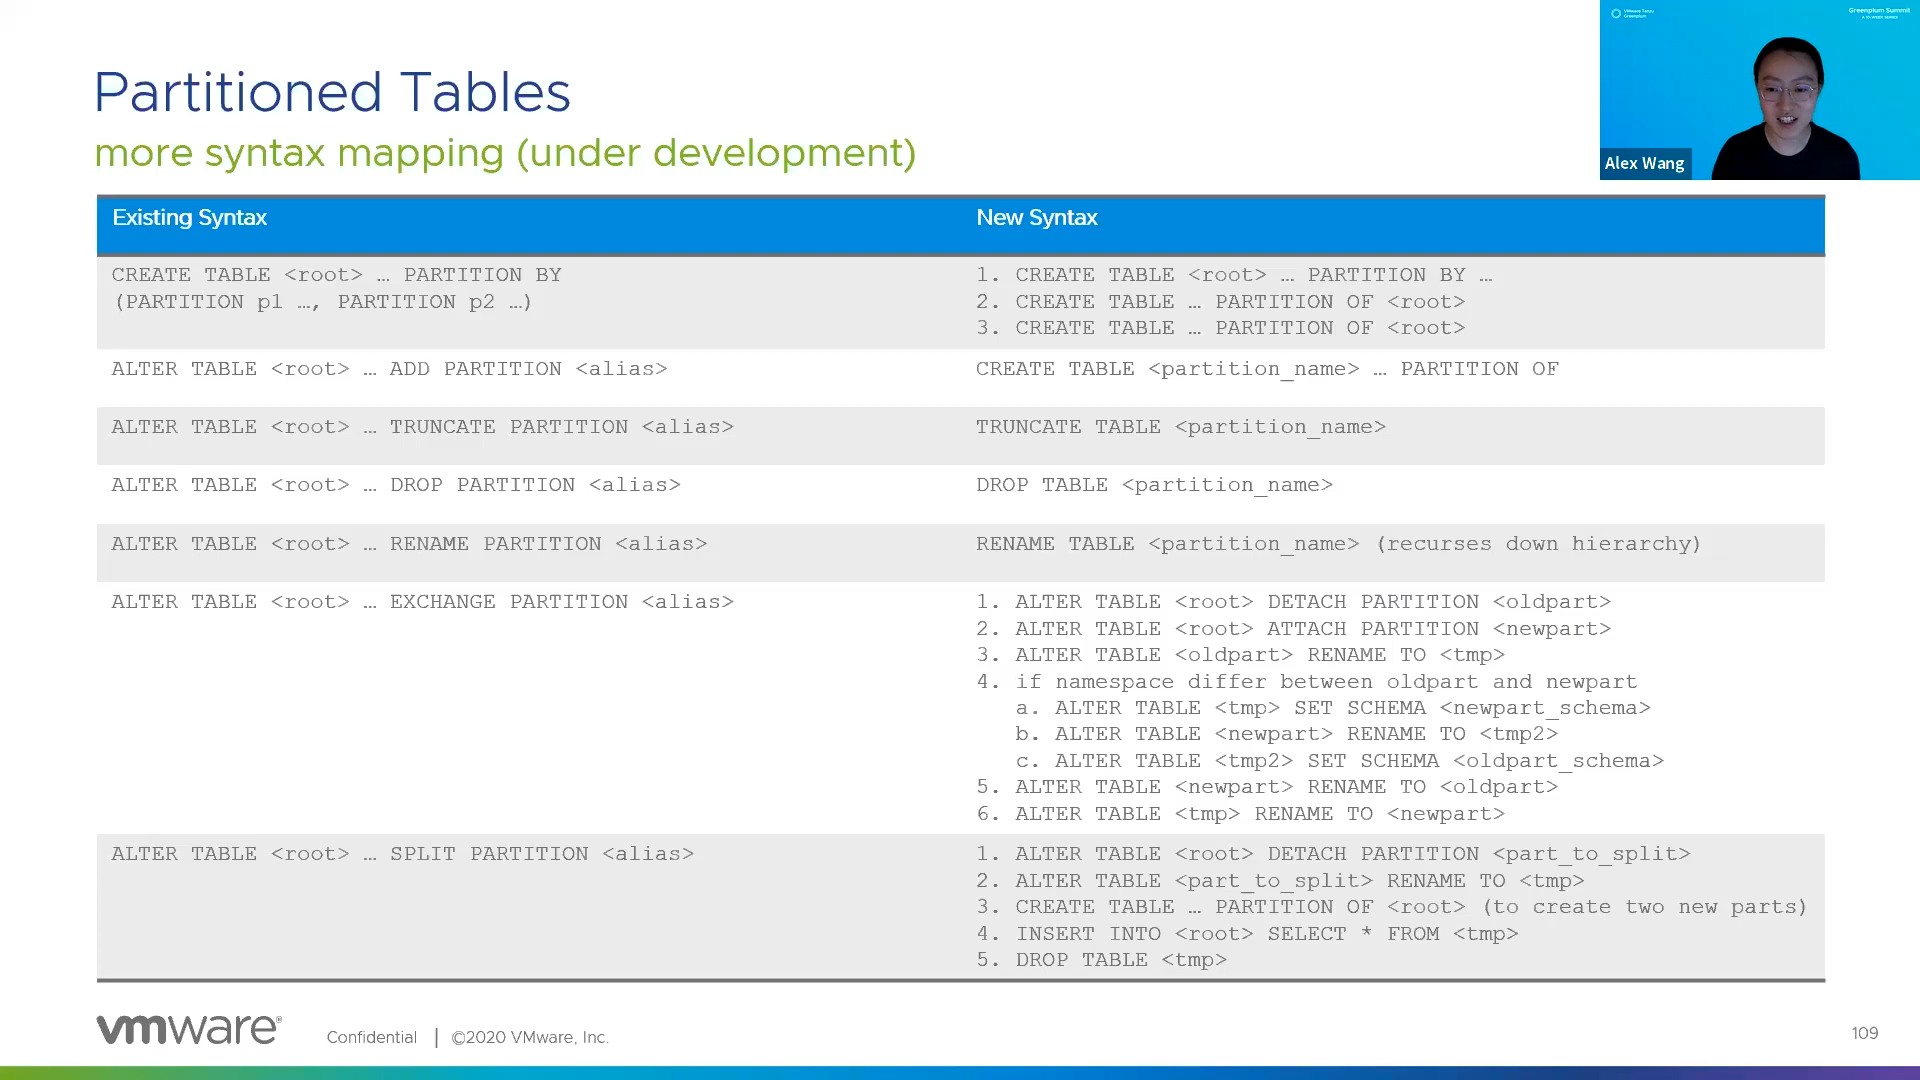 VMware Tanzu
Greenplum
Greenplum Summit
Alex Wang
Partitioned Tables
more syntax mapping (under development)
Existing Syntax
New Syntax
CREATE TABLE <root> … PARTITION BY
(PARTITION p1 …, PARTITION p2 …)
1. CREATE TABLE <root> … PARTITION BY …
2. CREATE TABLE … PARTITION OF <root>
3. CREATE TABLE … PARTITION OF <root>
ALTER TABLE <root> … ADD PARTITION <alias>
CREATE TABLE <partition_name> … PARTITION OF
ALTER TABLE <root> … TRUNCATE PARTITION <alias>
TRUNCATE TABLE <partition_name>
ALTER TABLE <root> … DROP PARTITION <alias>
DROP TABLE <partition_name>
ALTER TABLE <root> … RENAME PARTITION <alias>
RENAME TABLE <partition_name> (recurses down hierarchy)
ALTER TABLE <root> … EXCHANGE PARTITION <alias>
1. ALTER TABLE <root> DETACH PARTITION <oldpart>
2. ALTER TABLE <root> ATTACH PARTITION <newpart>
3. ALTER TABLE <oldpart> RENAME TO <tmp>
4. if namespace differ between oldpart and newpart
a. ALTER TABLE <tmp> SET SCHEMA <newpart_schema>
b. ALTER TABLE <newpart> RENAME TO <tmp2>
c. ALTER TABLE <tmp2> SET SCHEMA <oldpart_schema>
5. ALTER TABLE <newpart> RENAME TO <oldpart>
6. ALTER TABLE <tmp> RENAME TO <newpart>
ALTER TABLE <root> … SPLIT PARTITION <alias>
1. ALTER TABLE <root> DETACH PARTITION <part_to_split>
2. ALTER TABLE <part_to_split> RENAME TO <tmp>
3. CREATE TABLE … PARTITION OF <root> (to create two new parts)
4. INSERT INTO <root> SELECT * FROM <tmp>
5. DROP TABLE <tmp>
vmware®
Confidential | ©2020 VMware, Inc.
109